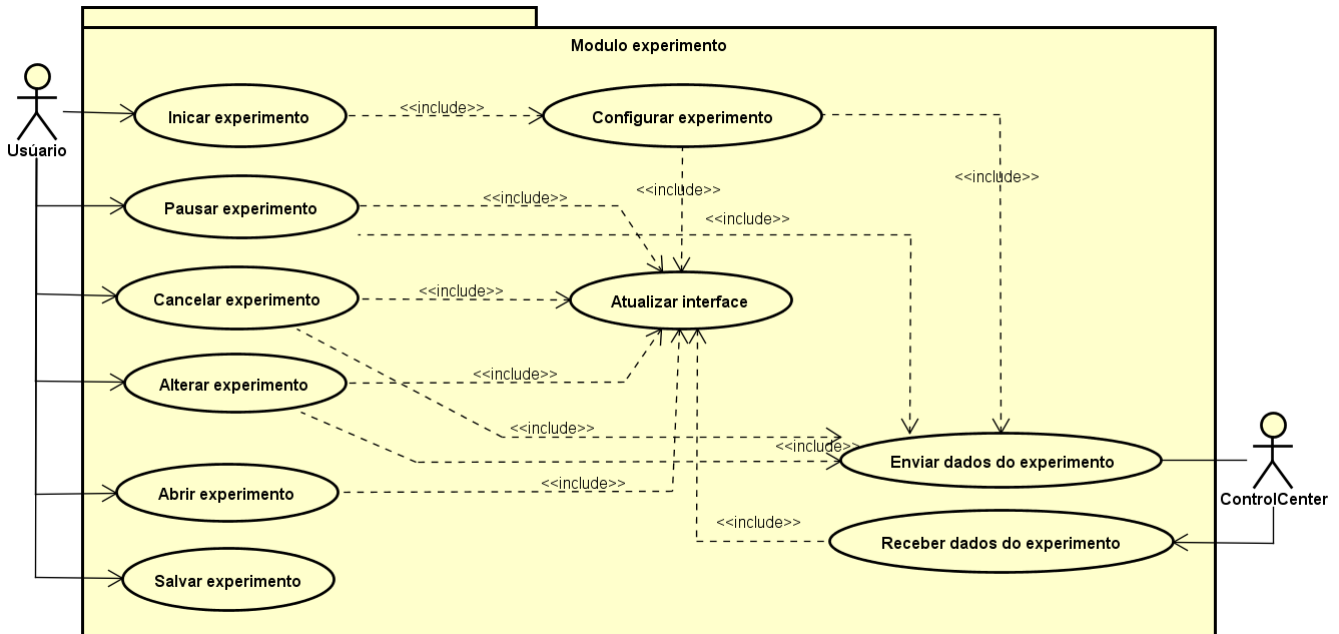 Modulo experimento
Usúario
Inicar experimento
<<include>>
Configurar experimento
<<include>>
<<include>>
Pausar experimento
<<include>>
<<include>>
Cancelar experimento
<<include>>
Atualizar interface
Alterar experimento
<<include>>
<<include>>
<<include>>
Enviar dados do experimento
ControlCenter
Abrir experimento
<<include>>
<<include>>
Receber dados do experimento
Salvar experimento